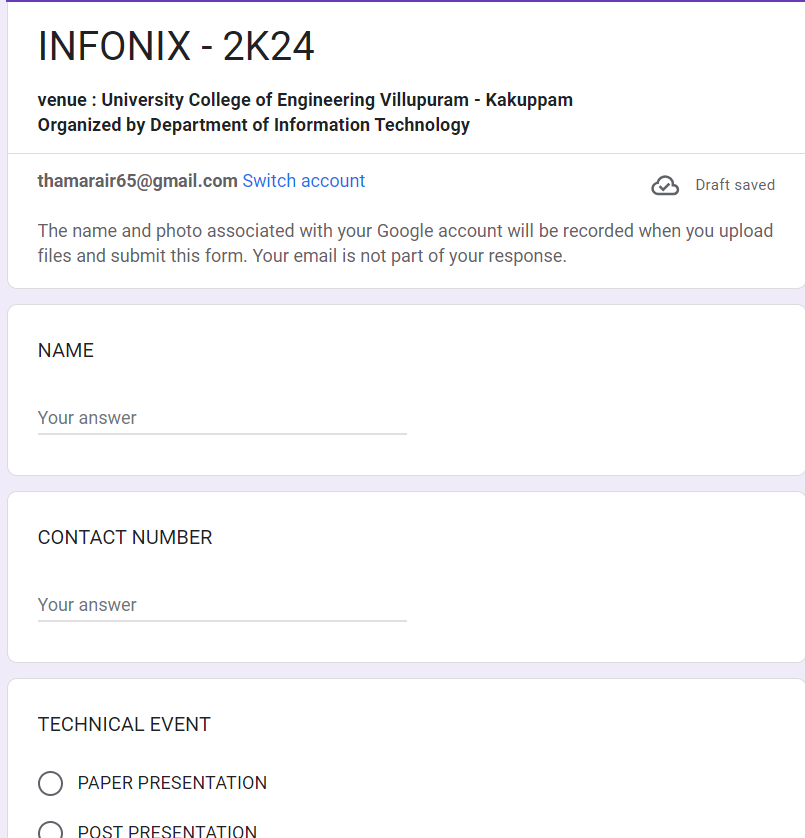 INFONIX - 2K24
venue : University College of Engineering Villupuram - Kakuppam
Organized by Department of Information Technology
thamarair65@gmail.com Switch account
Draft saved
The name and photo associated with your Google account will be recorded when you upload
files and submit this form. Your email is not part of your response.
NAME
Your answer
CONTACT NUMBER
Your answer
TECHNICAL EVENT
PAPER PRESENTATION
POST PRESENTATION